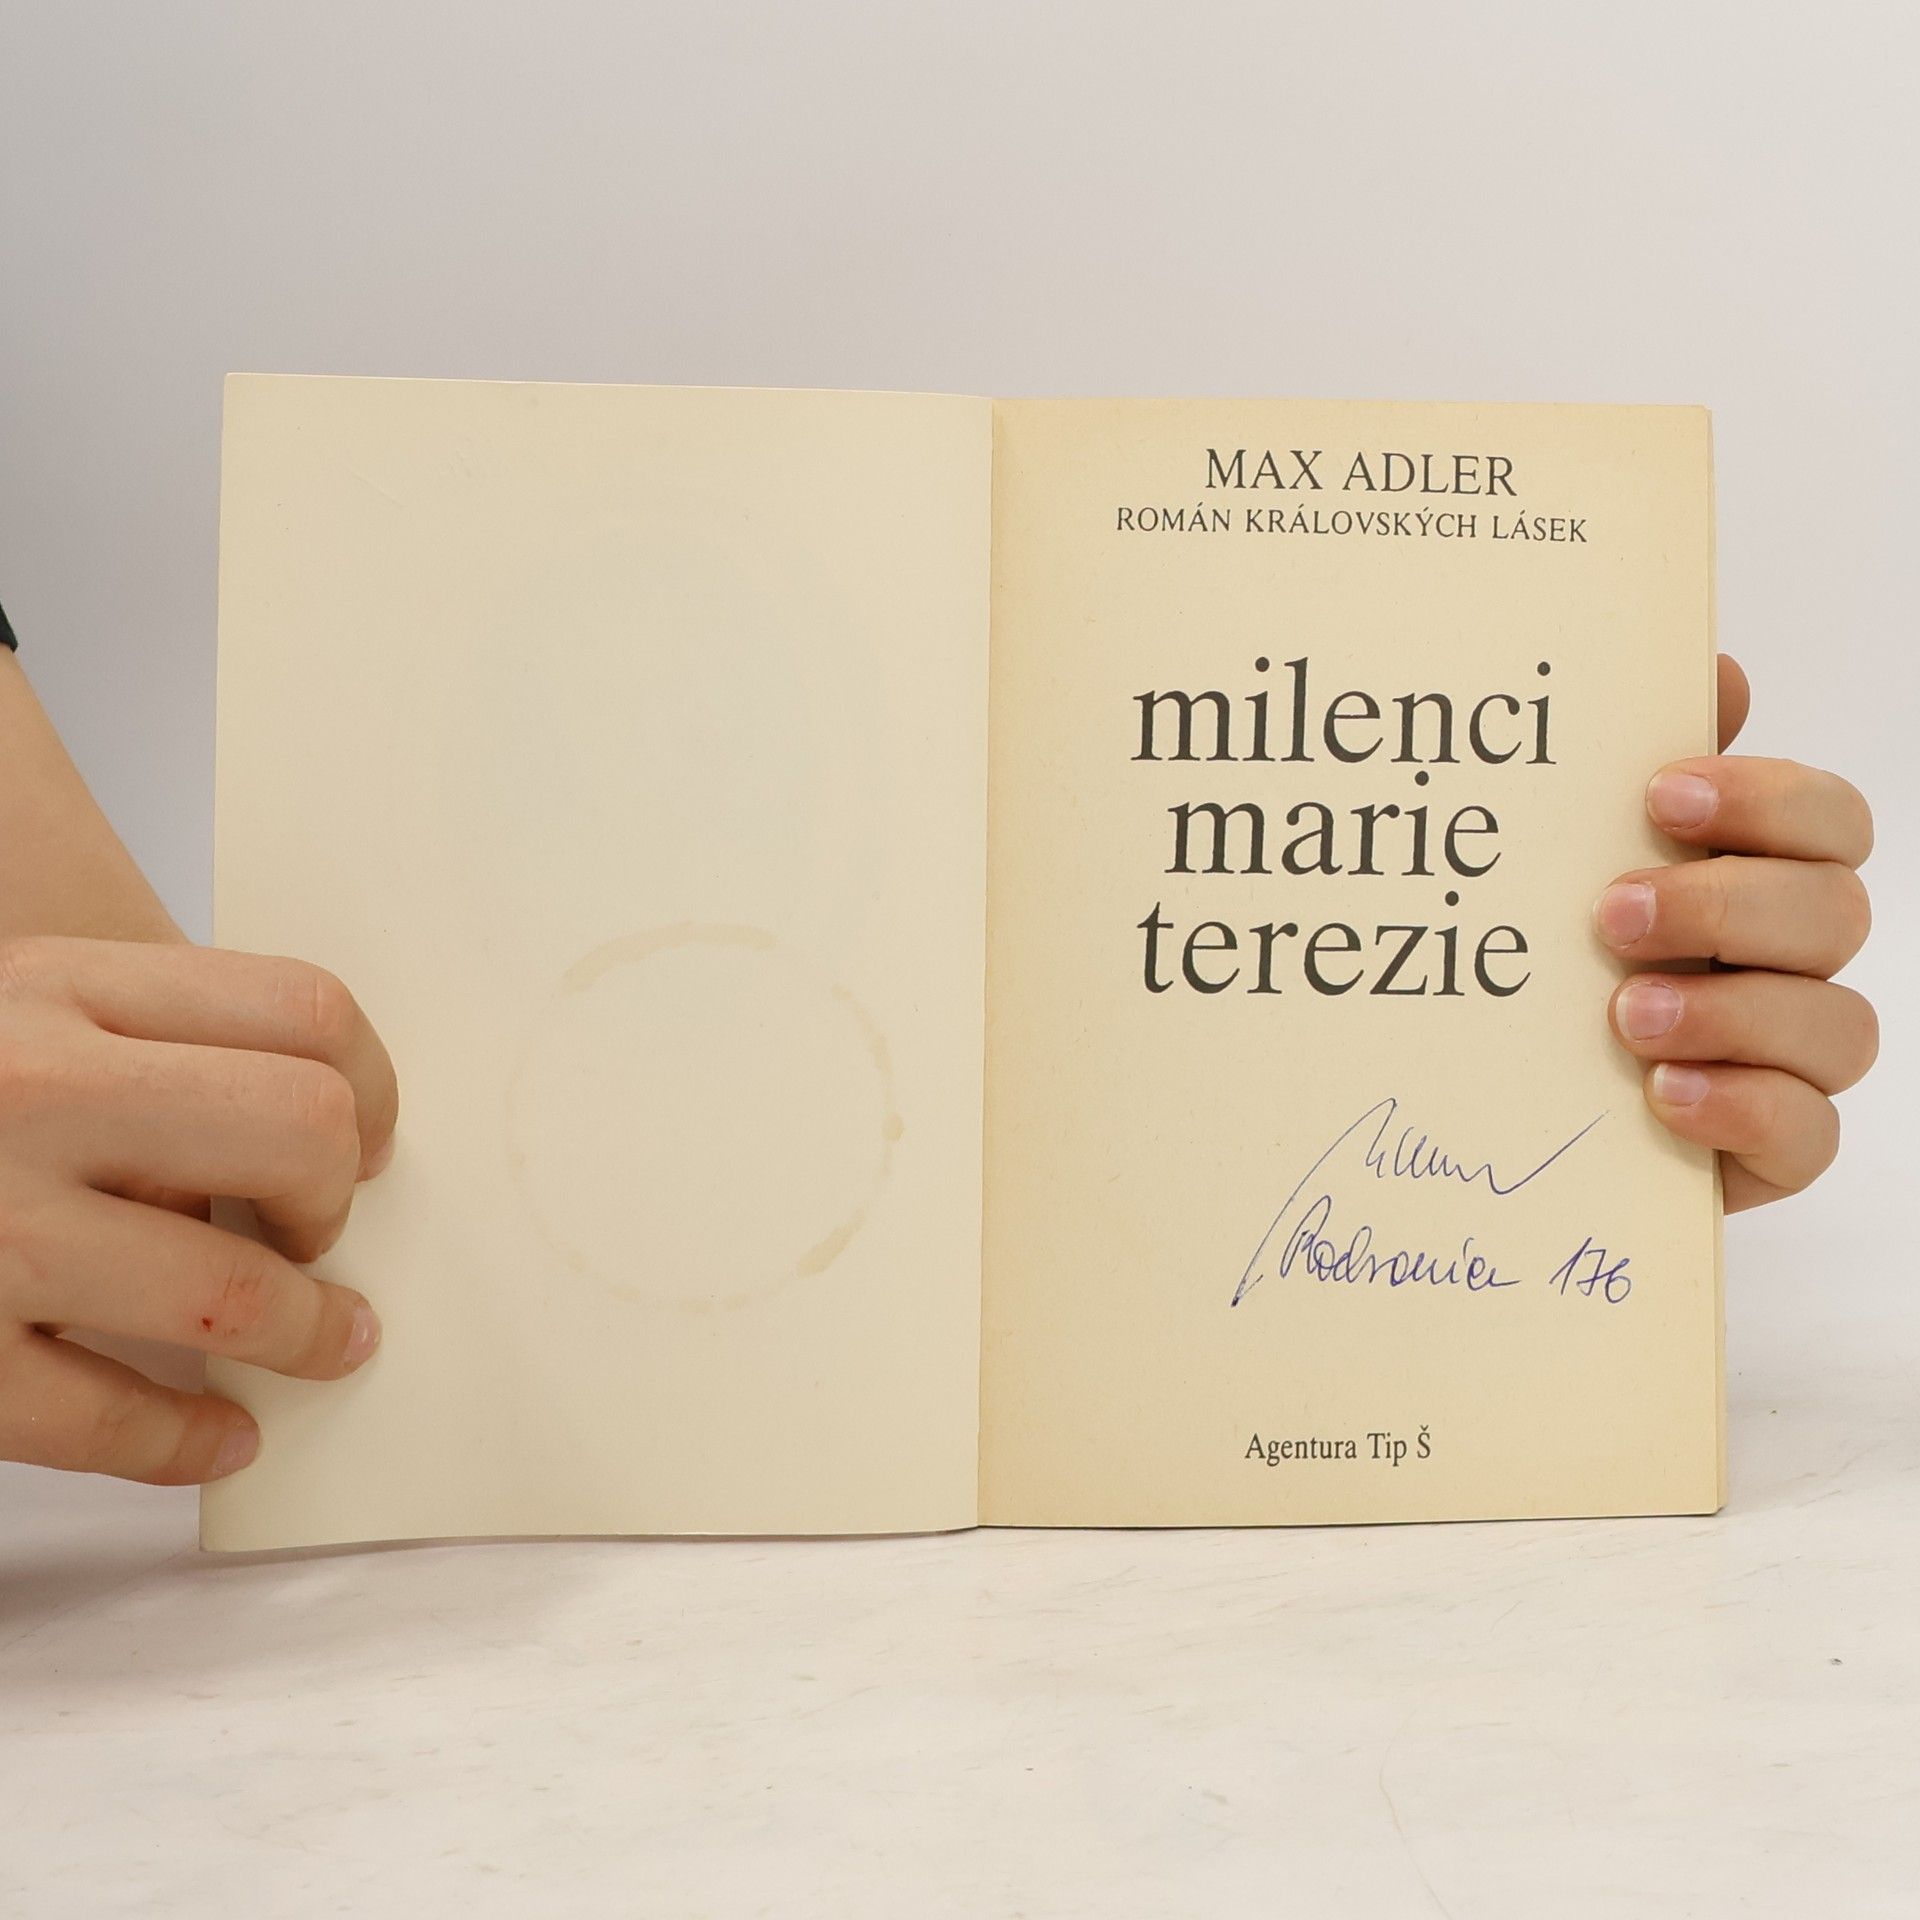 MAX ADLER
ROMÁN KRÁLOVSKÝCH LÁSEK
milenci
marie
terezie
176
Agentura Tip Š